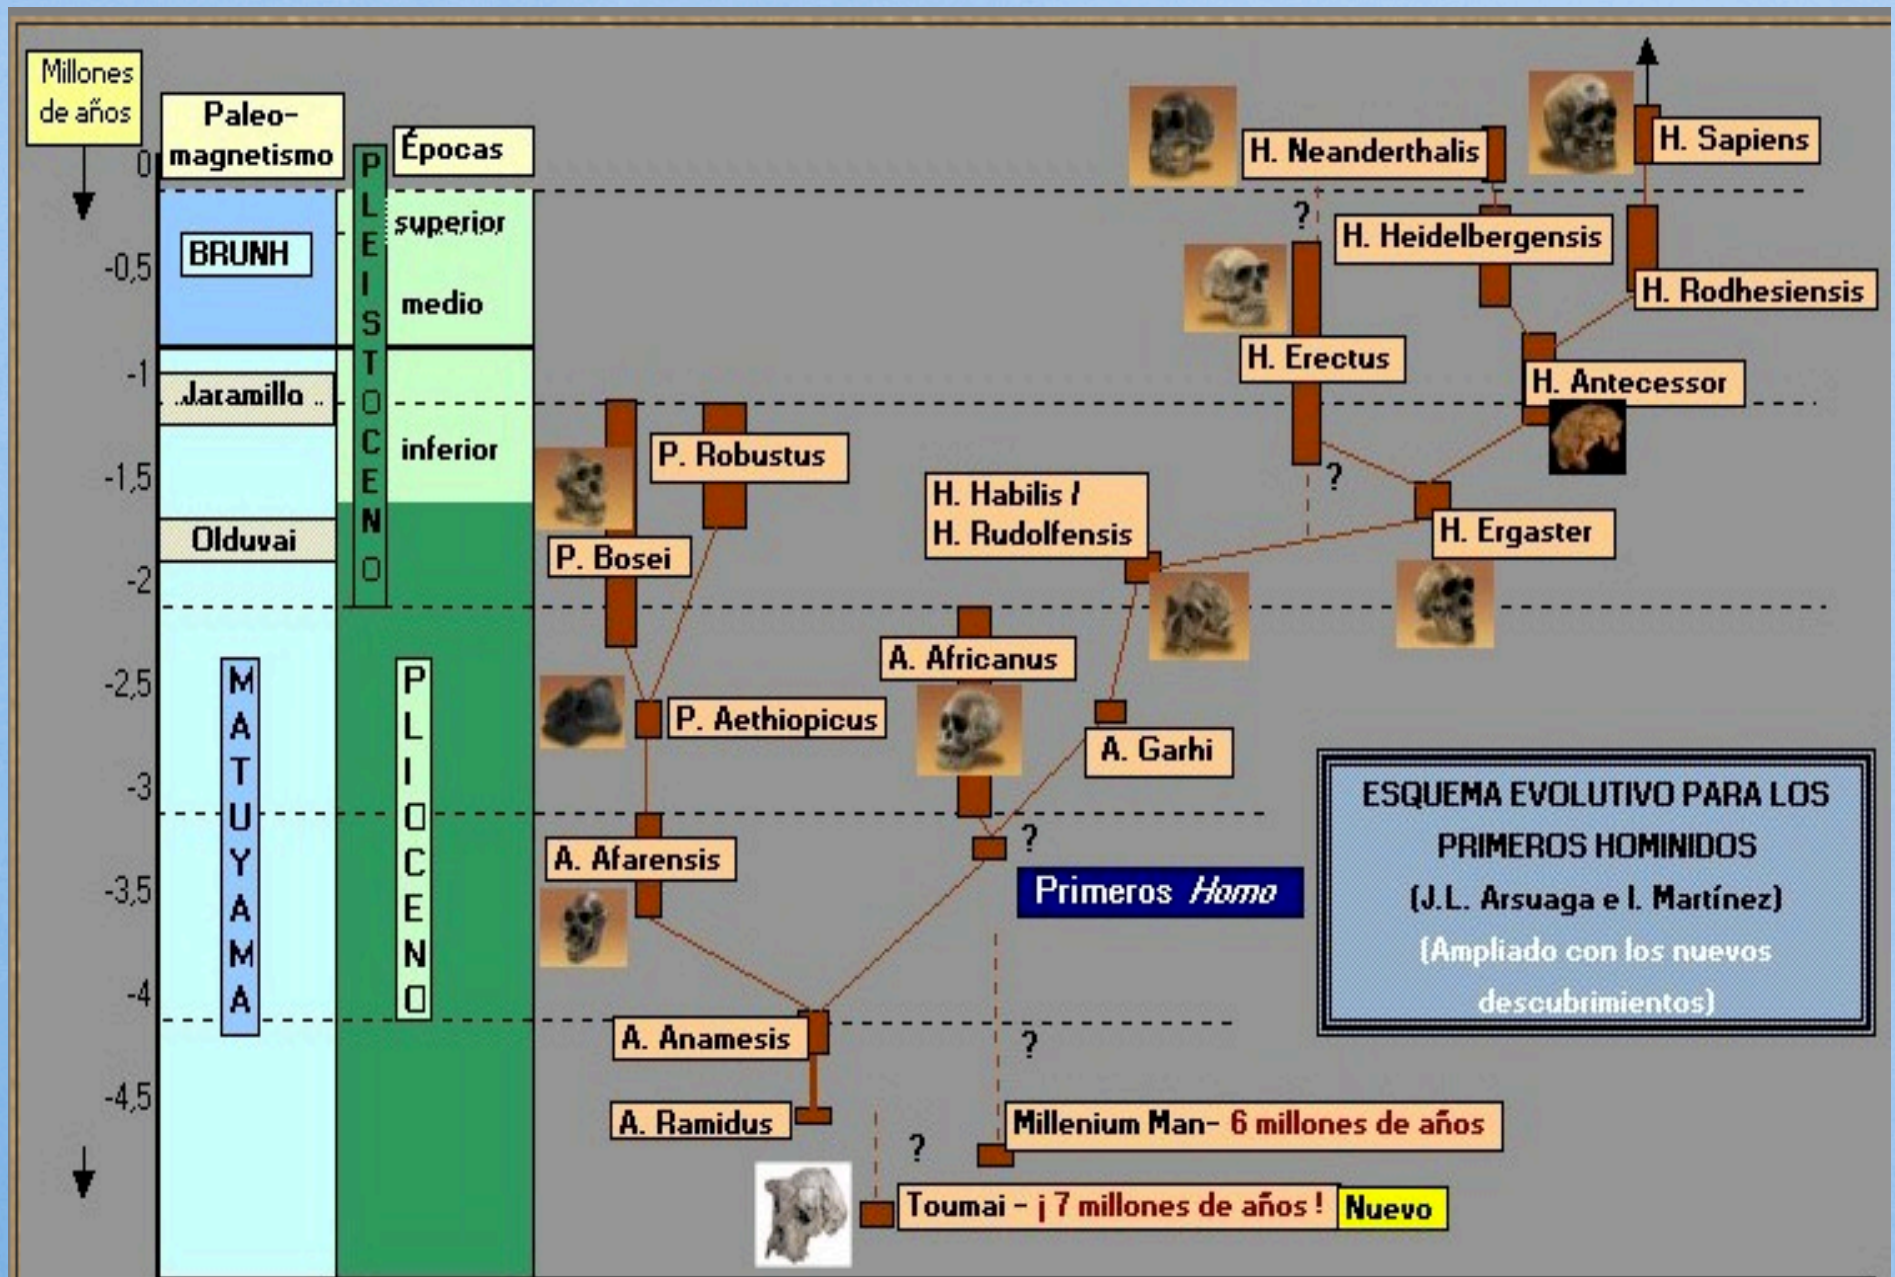 Millones
de años
Paleo-
magnetismo
Épocas
PLEISTOCENO
0
-0,5
-1
-1,5
-2
-2,5
-3
-3,5
-4
-4,5
BRUNH
Jaramillo
Olduvai
MATUYAMA
superior
medio
inferior
PLIOCENO
H. Neanderthalis
H. Sapiens
?
H. Heidelbergensis
H. Rodhesiensis
H. Erectus
H. Antecessor
P. Robustus
?
H. Habilis /
H. Rudolfensis
H. Ergaster
P. Bosei
A. Africanus
P. Aethiopicus
A. Garhi
?
A. Afarensis
Primeros Homo
ESQUEMA EVOLUTIVO PARA LOS
PRIMEROS HOMINIDOS
(J.L. Arsuaga e I. Martínez)
(Ampliado con los nuevos
descubrimientos)
A. Anamesis
?
A. Ramidus
Millenium Man- 6 millones de años
?
Toumai - ¡ 7 millones de años !
Nuevo